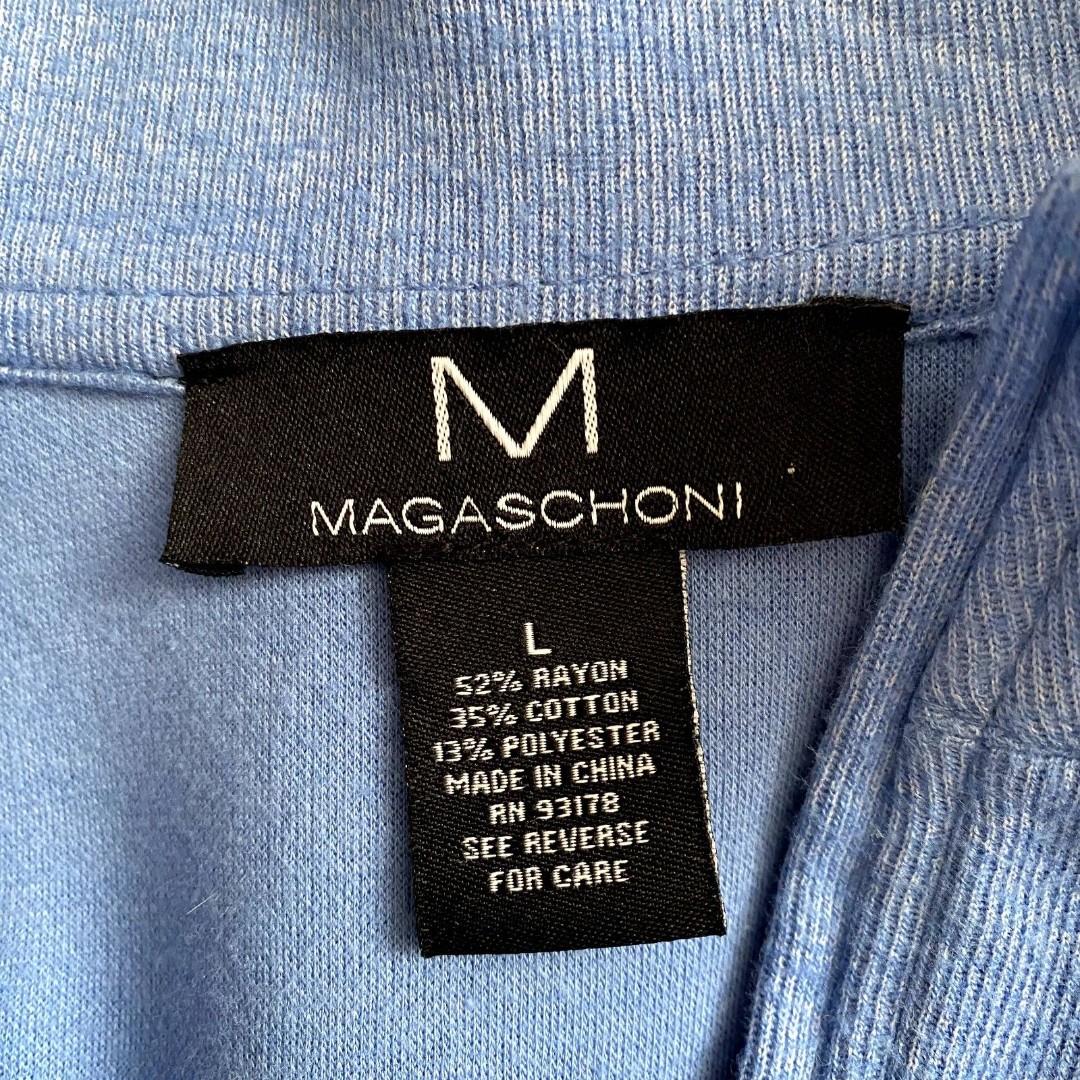 M
MAGASCHONI
L
52% RAYON
35% COTTON
13% POLYESTER
MADE IN CHINA
RN 93178
SEE REVERSE
FOR CARE